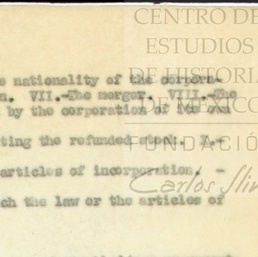 CENTRO DE
ESTUDIOS
DE HISTORIA
DE MÉXICO
FUNDACIÓN
Carlos Slim
s nationality of the corpora-
n. VII.-The merger. VIII.-The
by the corporation of its own
ting the refunded stock. X.-
articles of incorporation. -
ch the law or the articles of